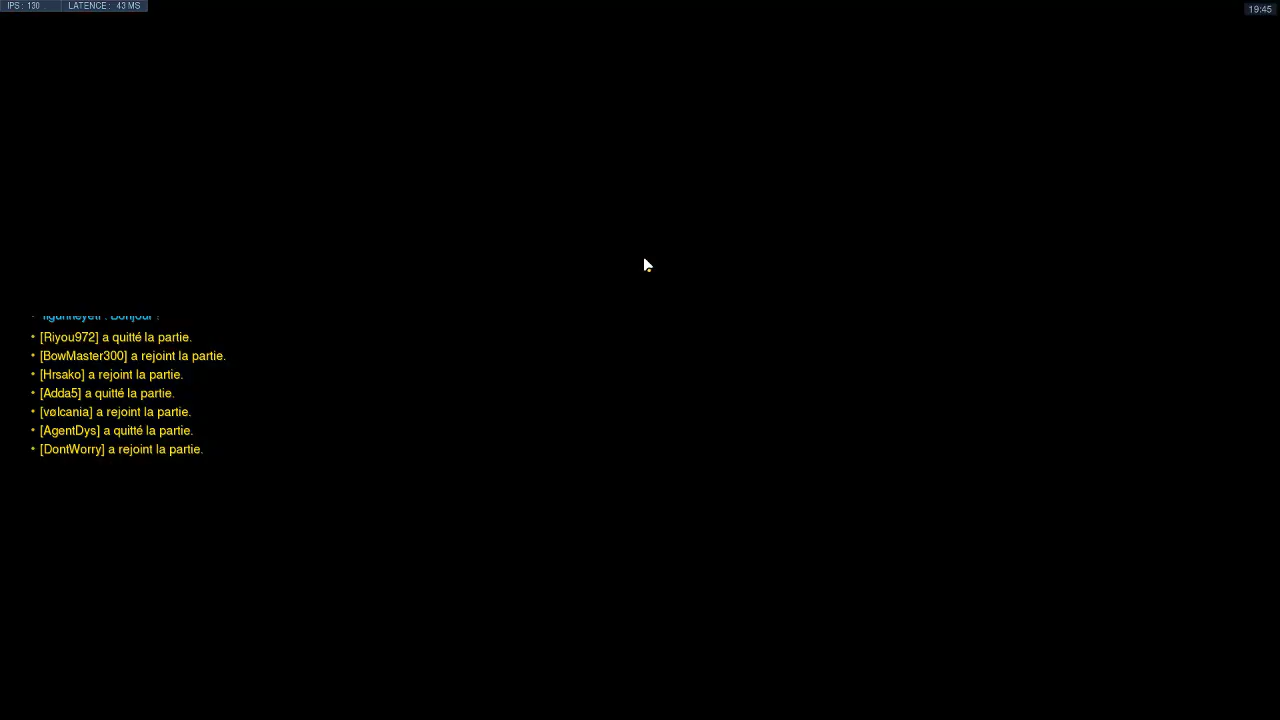 IPS : 130 LATENCE : 43 MS
19:45
Bonjour !
• [Riyou972] a quitté la partie.
• [BowMaster300] a rejoint la partie.
• [Hrsako] a rejoint la partie.
• [Adda5] a quitté la partie.
• [vølcania] a rejoint la partie.
• [AgentDys] a quitté la partie.
• [DontWorry] a rejoint la partie.